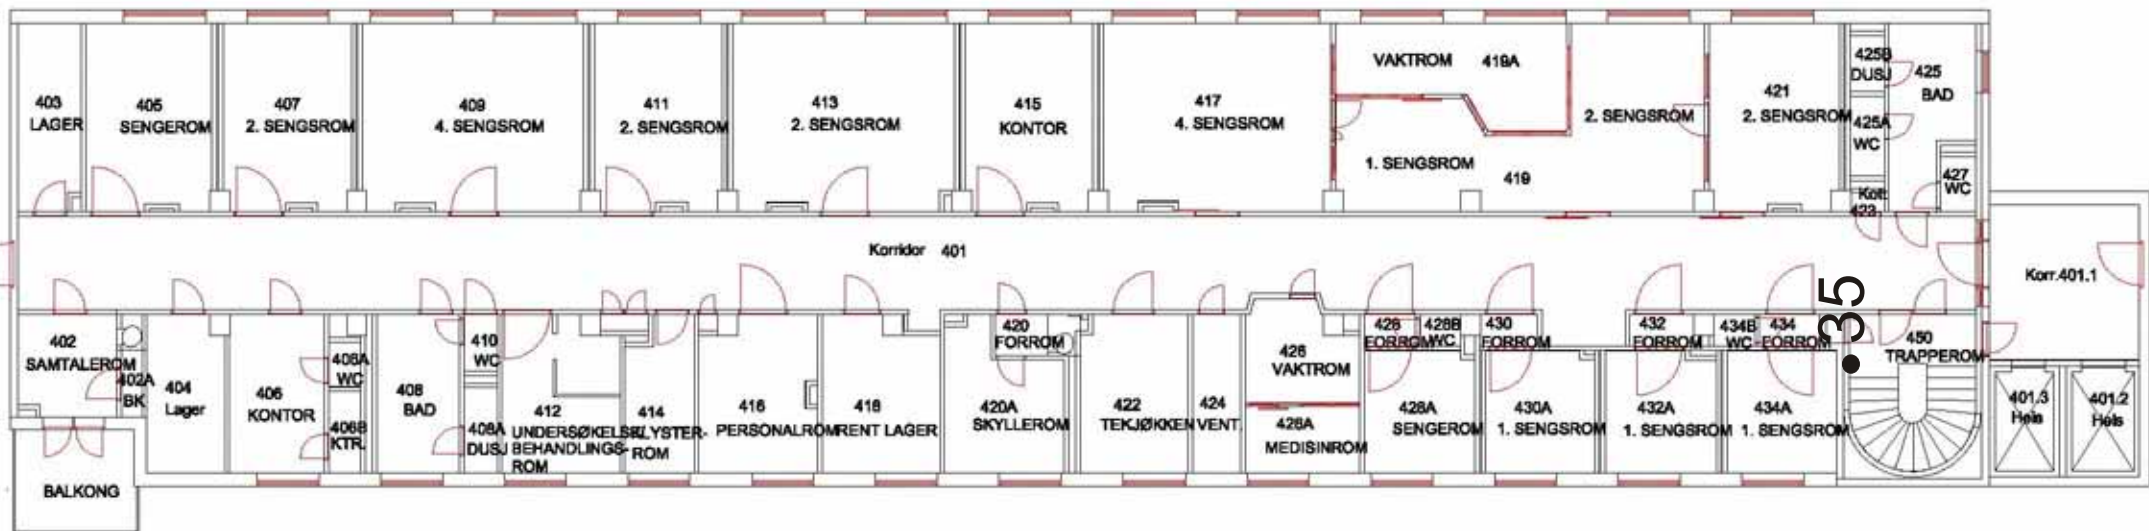 403
LAGER
405
SENGEROM
407
2. SENGSROM
409
4. SENGSROM
411
2. SENGSROM
413
2. SENGSROM
415
KONTOR
417
4. SENGSROM
VAKTROM 419A
1. SENGSROM
419
2. SENGSROM
421
2. SENGSROM
425B
DUSJ
425
BAD
425A
WC
427
WC
Kott
423
Korridor 401
Korr.401.1
35
402
SAMTALEROM
402A
BK
404
Lager
406
KONTOR
408A
WC
406B
KTR.
408
BAD
410
WC
408A
DUSJ
412
UNDERSØKELSE
BEHANDLINGS-
ROM
414
KLYSTER-
ROM
416
PERSONALROM
418
RENT LAGER
420
FORROM
420A
SKYLLEROM
422
TEKJØKKEN
424
VENT.
426
VAKTROM
426A
MEDISINROM
428
FORROM
428B
WC
428A
SENGEROM
430
FORROM
430A
1. SENGSROM
432
FORROM
432A
1. SENGSROM
434B
WC
434
FORROM
434A
1. SENGSROM
450
TRAPPEROM
401.3
Heis
401.2
Heis
BALKONG